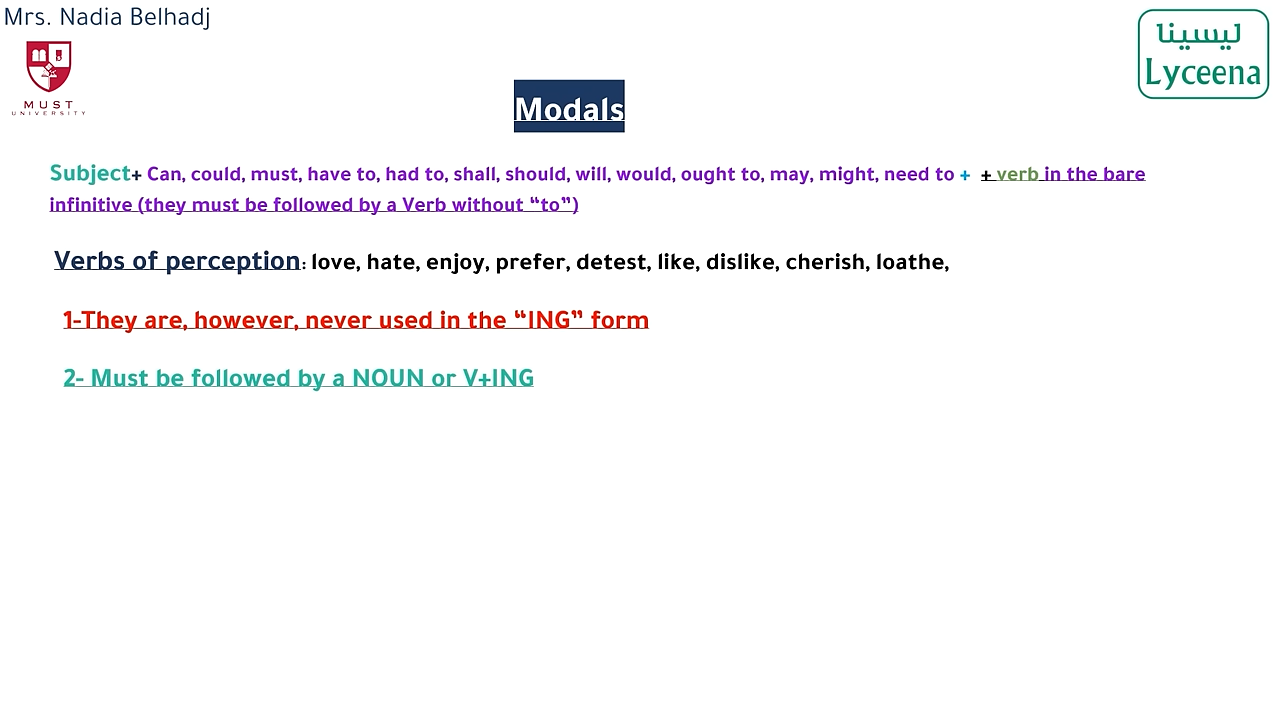 Mrs. Nadia Belhadj
MUST
UNIVERSITY
ليسينا
Lyceena
Modals
Subject+ Can, could, must, have to, had to, shall, should, will, would, ought to, may, might, need to + + verb in the bare
infinitive (they must be followed by a Verb without “to”)
Verbs of perception: love, hate, enjoy, prefer, detest, like, dislike, cherish, loathe,
1-They are, however, never used in the “ING” form
2- Must be followed by a NOUN or V+ING